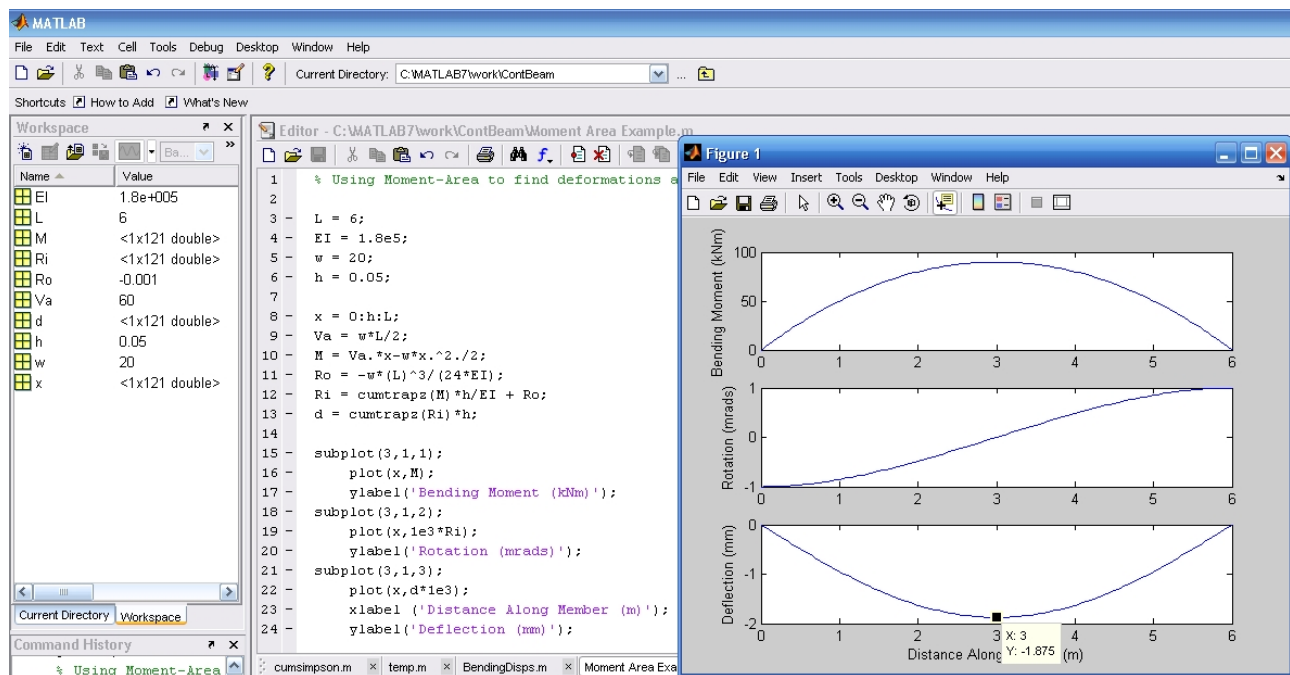 MATLAB
File Edit Text Cell Tools Debug Desktop Window Help
Current Directory: C:\MATLAB7\work\ContBeam
Shortcuts How to Add What's New
Workspace
Ba...
Name Value
EI 1.8e+005
L 6
M <1x121 double>
Ri <1x121 double>
Ro -0.001
Va 60
d <1x121 double>
h 0.05
w 20
x <1x121 double>
Current Directory Workspace
Command History
% Using Moment-Area
Editor - C:\MATLAB7\work\ContBeam\Moment Area Example.m
1 % Using Moment-Area to find deformations a
2
3 - L = 6;
4 - EI = 1.8e5;
5 - w = 20;
6 - h = 0.05;
7
8 - x = 0:h:L;
9 - Va = w*L/2;
10 - M = Va.*x-w*x.^2./2;
11 - Ro = -w*(L)^3/(24*EI);
12 - Ri = cumtrapz(M)*h/EI + Ro;
13 - d = cumtrapz(Ri)*h;
14
15 - subplot(3,1,1);
16 - plot(x,M);
17 - ylabel('Bending Moment (kNm)');
18 - subplot(3,1,2);
19 - plot(x,1e3*Ri);
20 - ylabel('Rotation (mrads)');
21 - subplot(3,1,3);
22 - plot(x,d*1e3);
23 - xlabel ('Distance Along Member (m)');
24 - ylabel('Deflection (mm)');
cumsimpson.m × temp.m × BendingDisps.m × Moment Area Exa
Figure 1
File Edit View Insert Tools Desktop Window Help
Bending Moment (kNm)
100
50
0
0 1 2 3 4 5 6
Rotation (mrads)
1
0
-1
0 1 2 3 4 5 6
Deflection (mm)
0
-1
-2
0 1 2 3 4 5 6
X: 3
Y: -1.875
Distance Along (m)